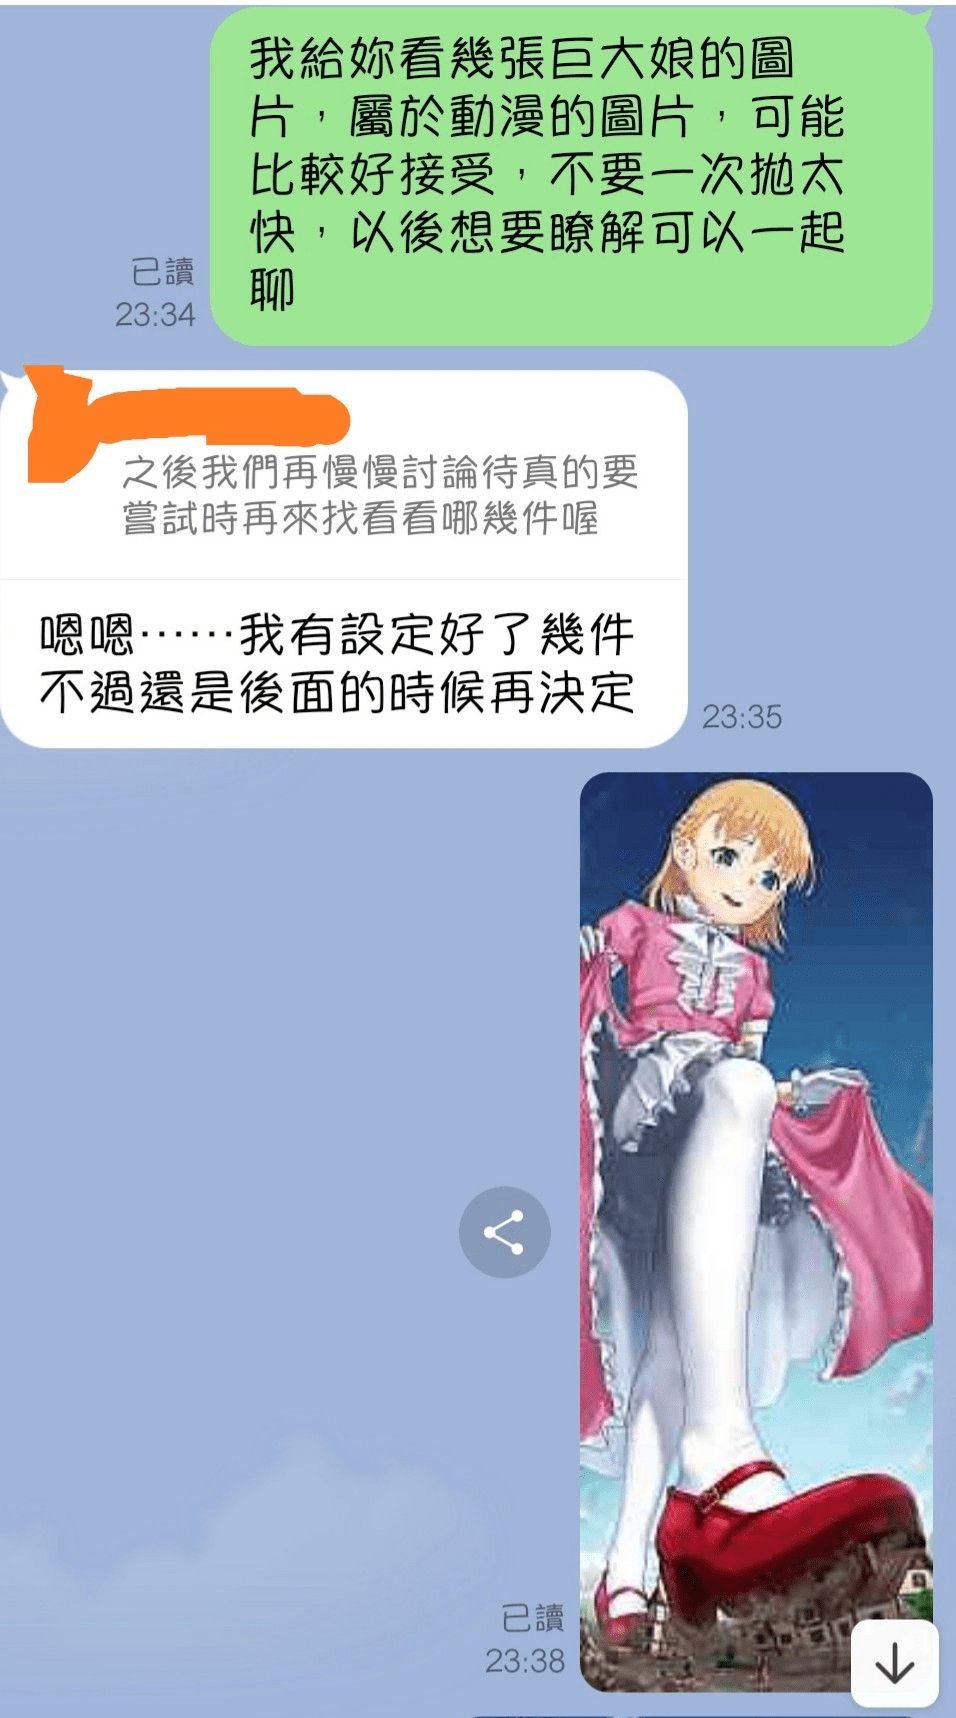 我給妳看幾張巨大娘的圖
片，屬於動漫的圖片，可能
比較好接受，不要一次拋太
快，以後想要瞭解可以一起
聊
已讀
23:34
之後我們再慢慢討論待真的要
嘗試時再來找看看哪幾件喔
嗯嗯⋯⋯我有設定好了幾件
不過還是後面的時候再決定
23:35
已讀
23:38